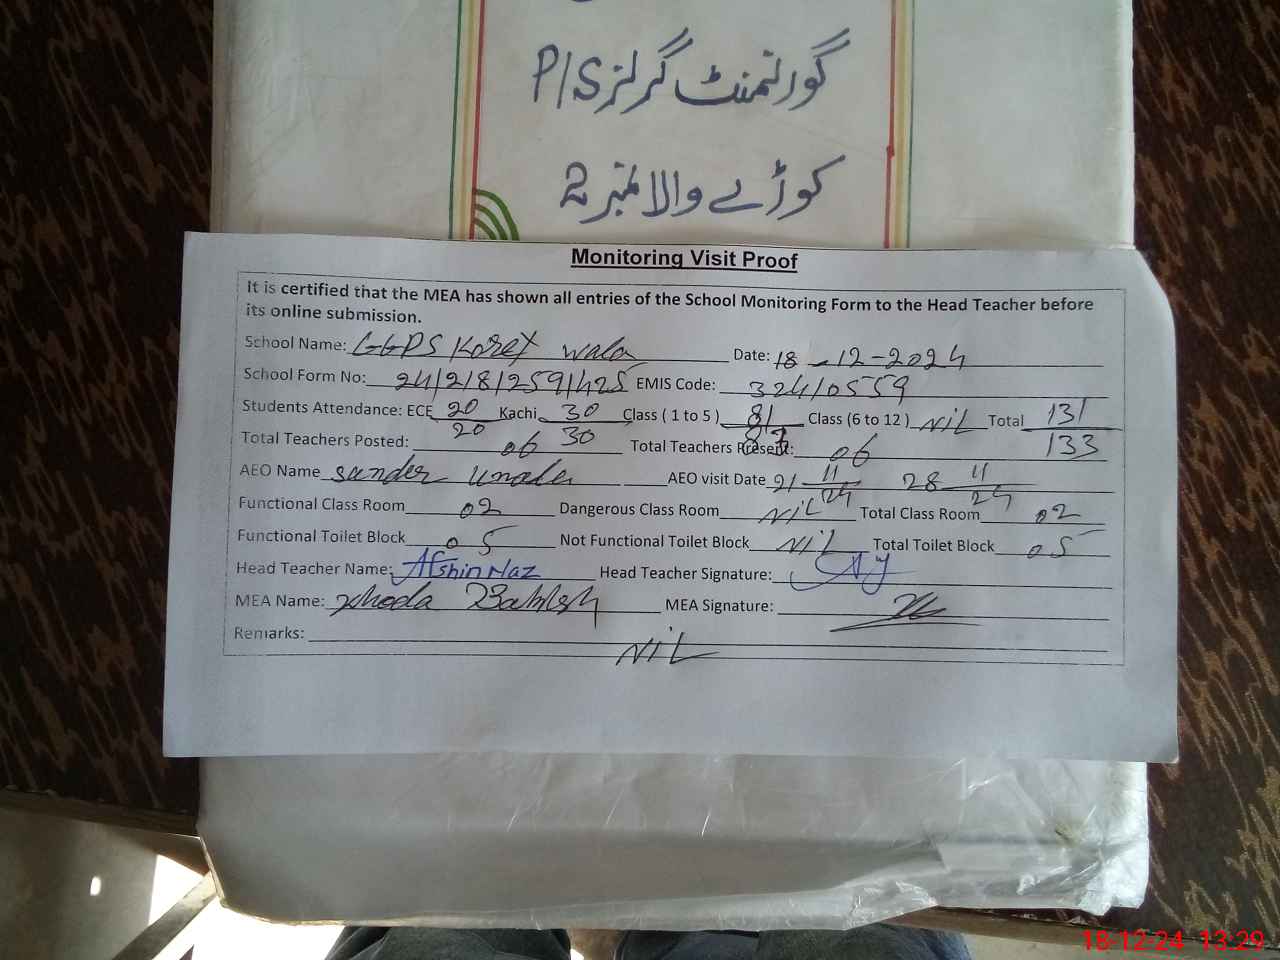 گورنمنٹ گرلز P/S
کوڑے والا نمبر 2
Monitoring Visit Proof
It is certified that the MEA has shown all entries of the School Monitoring Form to the Head Teacher before
its online submission.
School Name: GGPS Koret Wala Date: 18-12-2024
School Form No: 24/2/8/259/425 EMIS Code: 32410559
Students Attendance: ECE 20 Kachi 30 Class ( 1 to 5 ) 81 Class (6 to 12 ) NIL Total 131
20 30 83 133
Total Teachers Posted: 06 Total Teachers Present: 06
AEO Name sunder AEO visit Date 21 11/24 28 11/24
Functional Class Room 02 Dangerous Class Room NIL Total Class Room 02
Functional Toilet Block 05 Not Functional Toilet Block NIL Total Toilet Block 05
Head Teacher Name: Afshin Naz Head Teacher Signature:
MEA Name: Khoda Bakhsh MEA Signature:
Remarks: NIL
18-12-24 13:29